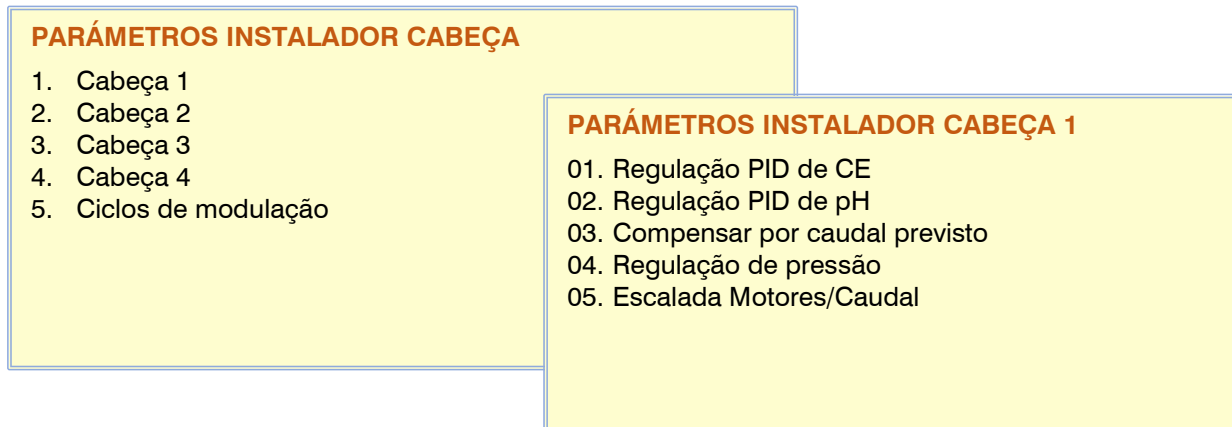 PARÁMETROS INSTALADOR CABEÇA
1. Cabeça 1
2. Cabeça 2
3. Cabeça 3
4. Cabeça 4
5. Ciclos de modulação
PARÁMETROS INSTALADOR CABEÇA 1
01. Regulação PID de CE
02. Regulação PID de pH
03. Compensar por caudal previsto
04. Regulação de pressão
05. Escalada Motores/Caudal